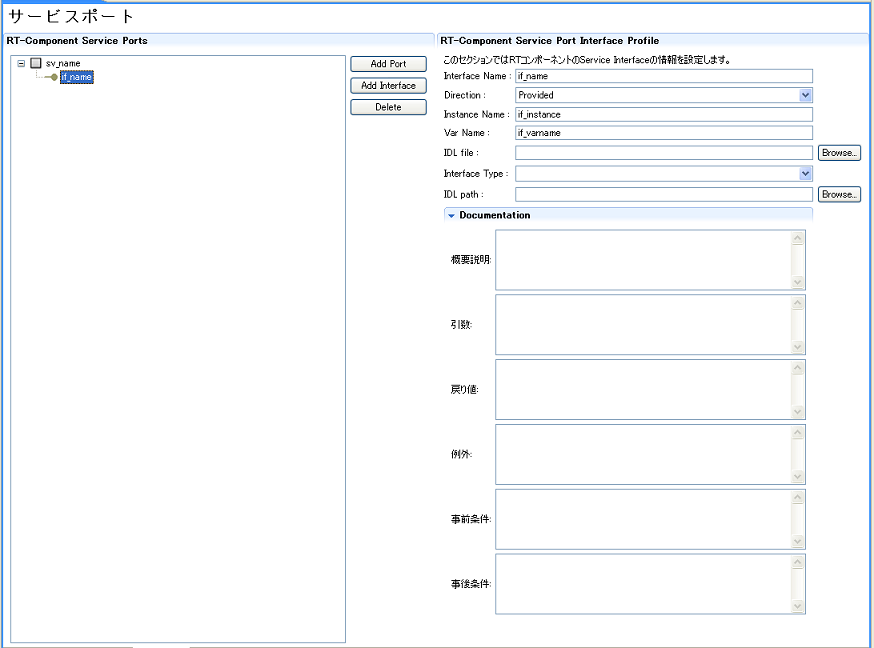 サービスポート
RT-Component Service Ports
sv_name
if_name
Add Port
Add Interface
Delete
RT-Component Service Port Interface Profile
このセクションではRTコンポーネントのService Interfaceの情報を設定します。
Interface Name : if_name
Direction : Provided
Instance Name : if_instance
Var Name : if_varname
IDL file : Browse...
Interface Type :
IDL path : Browse...
Documentation
概要説明:
引数:
戻り値:
例外:
事前条件:
事後条件: